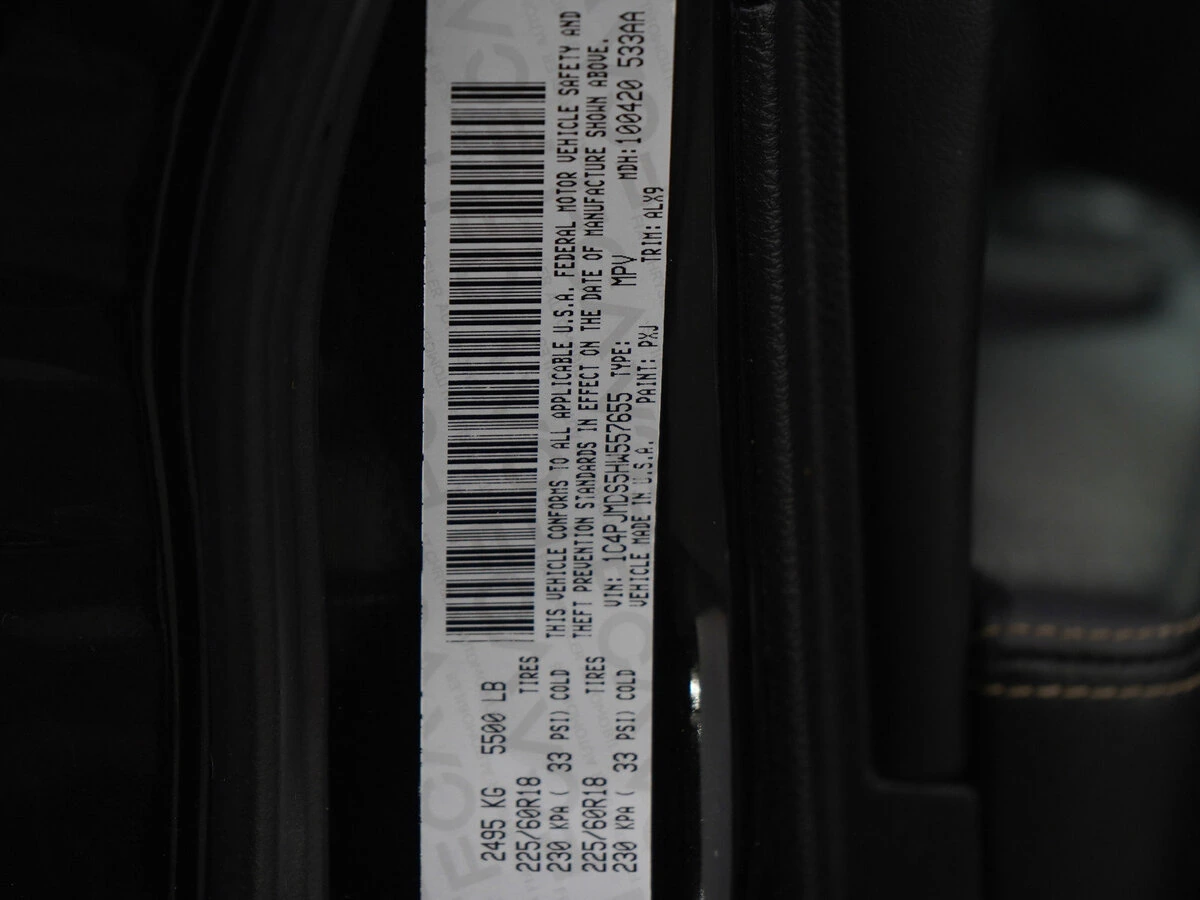 2495 KG 5500 LB
225/60R18 TIRES
230 KPA ( 33 PSI) COLD
225/60R18 TIRES
230 KPA ( 33 PSI) COLD
THIS VEHICLE CONFORMS TO ALL APPLICABLE U.S.A. FEDERAL MOTOR VEHICLE SAFETY AND
THEFT PREVENTION STANDARDS IN EFFECT ON THE DATE OF MANUFACTURE SHOWN ABOVE.
VIN: 1C4PJMDS5HW557655 TYPE: MPV MDH:100420 533AA
VEHICLE MADE IN U.S.A. PAINT: PXJ TRIM: ALX9